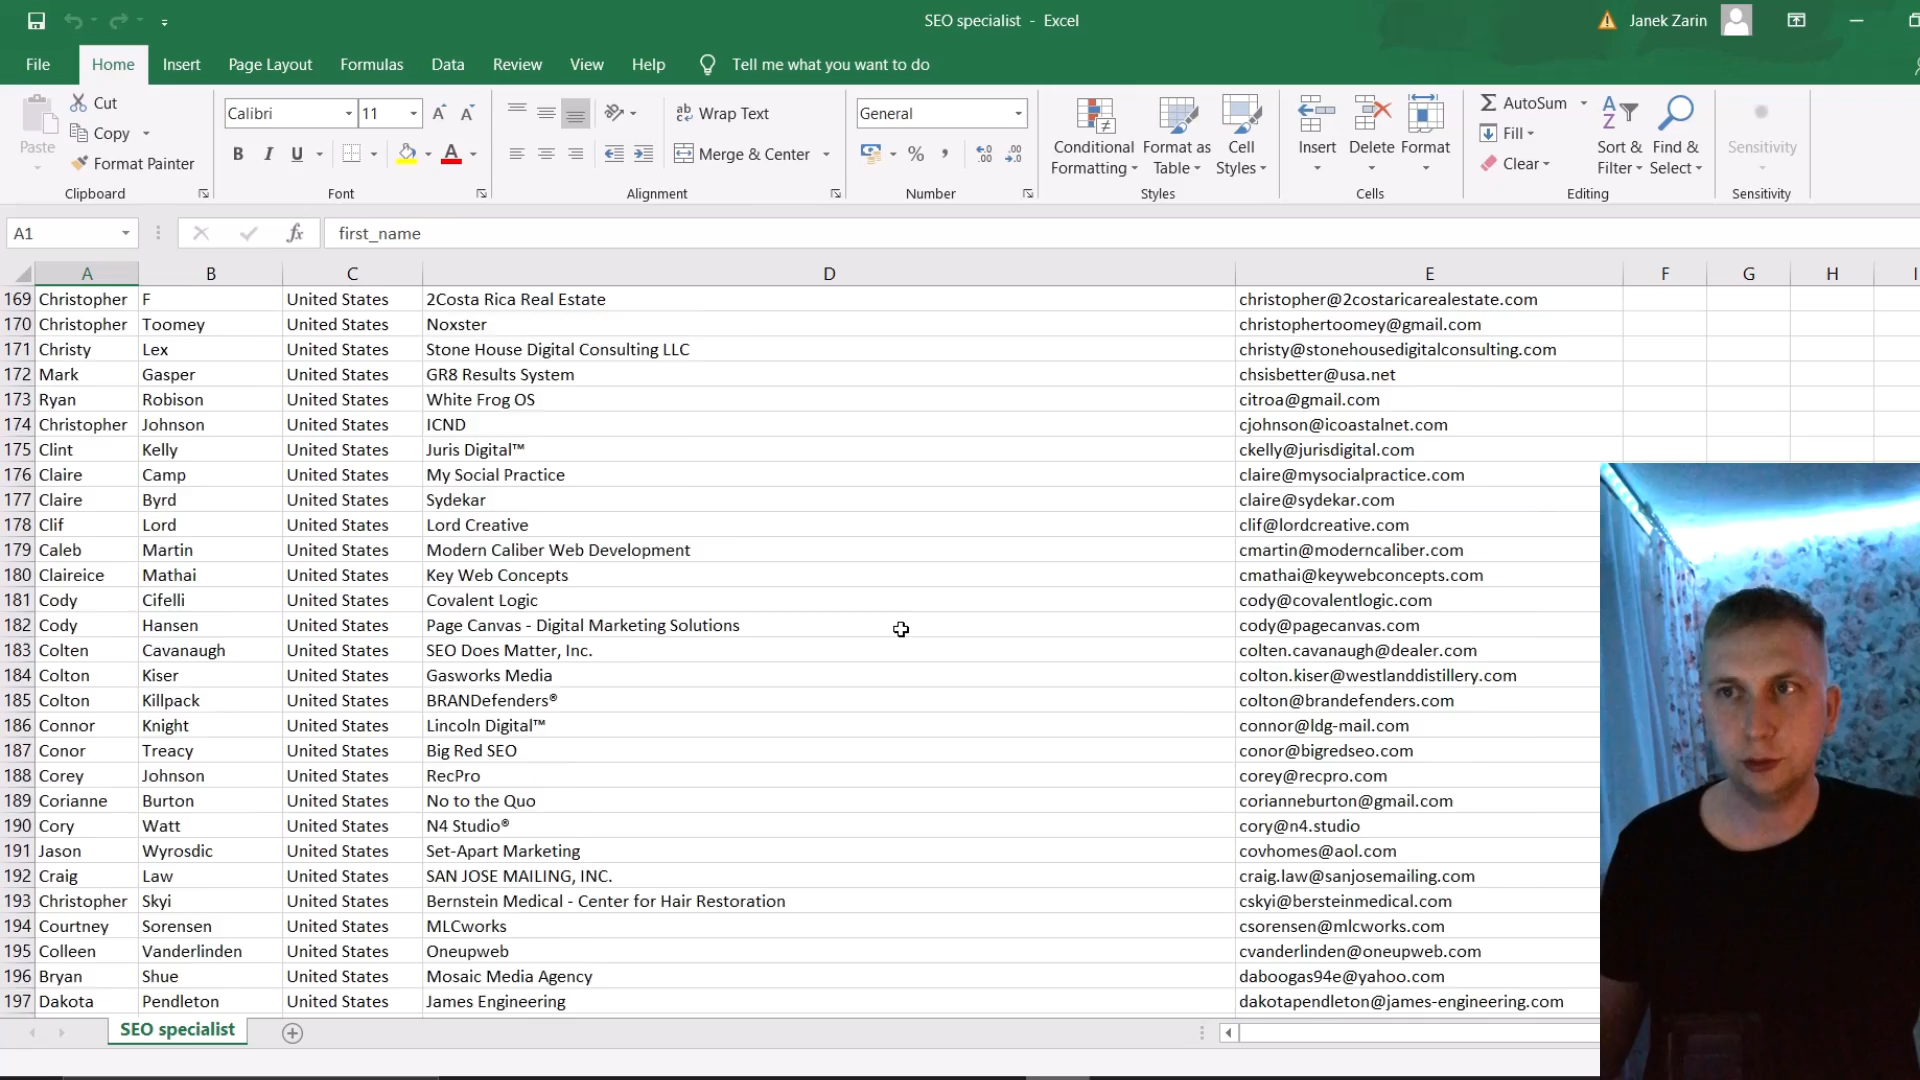 SEO specialist - Excel
Janek Zarin
File Home Insert Page Layout Formulas Data Review View Help Tell me what you want to do
Paste
Cut
Copy
Format Painter
Clipboard
Calibri 11
B I U
Font
Wrap Text
Merge & Center
Alignment
General
Number
Conditional Formatting
Format as Table
Cell Styles
Styles
Insert Delete Format
Cells
AutoSum
Fill
Clear
Sort & Filter
Find & Select
Editing
Sensitivity
Sensitivity
A1 fx first_name
A B C D E F G H I
169 Christopher F United States 2Costa Rica Real Estate christopher@2costaricarealestate.com
170 Christopher Toomey United States Noxster christophertoomey@gmail.com
171 Christy Lex United States Stone House Digital Consulting LLC christy@stonehousedigitalconsulting.com
172 Mark Gasper United States GR8 Results System chsisbetter@usa.net
173 Ryan Robison United States White Frog OS citroa@gmail.com
174 Christopher Johnson United States ICND cjohnson@icoastalnet.com
175 Clint Kelly United States Juris Digital™ ckelly@jurisdigital.com
176 Claire Camp United States My Social Practice claire@mysocialpractice.com
177 Claire Byrd United States Sydekar claire@sydekar.com
178 Clif Lord United States Lord Creative clif@lordcreative.com
179 Caleb Martin United States Modern Caliber Web Development cmartin@moderncaliber.com
180 Claireice Mathai United States Key Web Concepts cmathai@keywebconcepts.com
181 Cody Cifelli United States Covalent Logic cody@covalentlogic.com
182 Cody Hansen United States Page Canvas - Digital Marketing Solutions cody@pagecanvas.com
183 Colten Cavanaugh United States SEO Does Matter, Inc. colten.cavanaugh@dealer.com
184 Colton Kiser United States Gasworks Media colton.kiser@westlanddistillery.com
185 Colton Killpack United States BRANDefenders® colton@brandefenders.com
186 Connor Knight United States Lincoln Digital™ connor@ldg-mail.com
187 Conor Treacy United States Big Red SEO conor@bigredseo.com
188 Corey Johnson United States RecPro corey@recpro.com
189 Corianne Burton United States No to the Quo corianneburton@gmail.com
190 Cory Watt United States N4 Studio® cory@n4.studio
191 Jason Wyrosdic United States Set-Apart Marketing covhomes@aol.com
192 Craig Law United States SAN JOSE MAILING, INC. craig.law@sanjosemailing.com
193 Christopher Skyi United States Bernstein Medical - Center for Hair Restoration cskyi@bersteinmedical.com
194 Courtney Sorensen United States MLCworks csorensen@mlcworks.com
195 Colleen Vanderlinden United States Oneupweb cvanderlinden@oneupweb.com
196 Bryan Shue United States Mosaic Media Agency daboogas94e@yahoo.com
197 Dakota Pendleton United States James Engineering dakotapendleton@james-engineering.com
SEO specialist